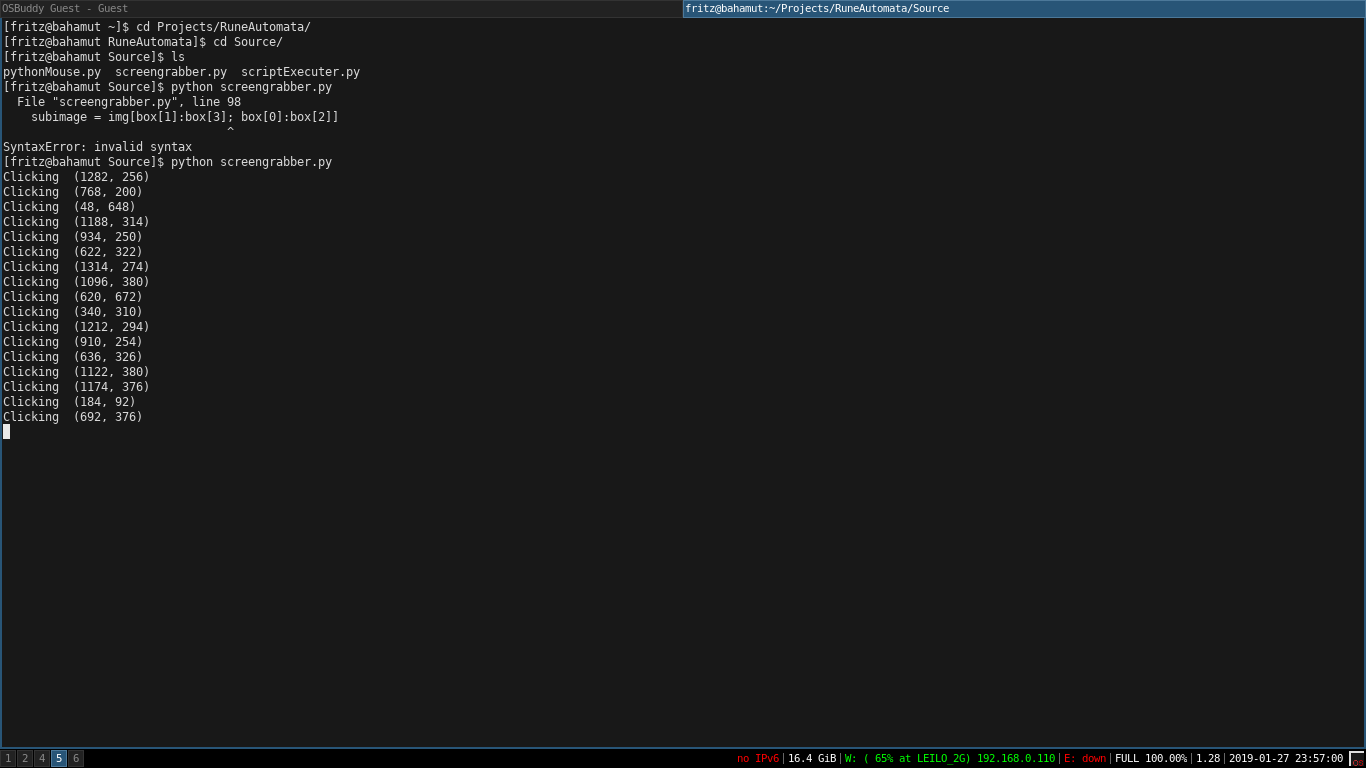 OSBuddy Guest - Guest
fritz@bahamut:~/Projects/RuneAutomata/Source
[fritz@bahamut ~]$ cd Projects/RuneAutomata/
[fritz@bahamut RuneAutomata]$ cd Source/
[fritz@bahamut Source]$ ls
pythonMouse.py  screengrabber.py  scriptExecuter.py
[fritz@bahamut Source]$ python screengrabber.py
  File "screengrabber.py", line 98
    subimage = img[box[1]:box[3]; box[0]:box[2]]
                                ^
SyntaxError: invalid syntax
[fritz@bahamut Source]$ python screengrabber.py
Clicking  (1282, 256)
Clicking  (768, 200)
Clicking  (48, 648)
Clicking  (1188, 314)
Clicking  (934, 250)
Clicking  (622, 322)
Clicking  (1314, 274)
Clicking  (1096, 380)
Clicking  (620, 672)
Clicking  (340, 310)
Clicking  (1212, 294)
Clicking  (910, 254)
Clicking  (636, 326)
Clicking  (1122, 380)
Clicking  (1174, 376)
Clicking  (184, 92)
Clicking  (692, 376)
1 2 4 5 6 no IPv6|16.4 GiB|W: ( 65% at LEILO_2G) 192.168.0.110|E: down|FULL 100.00%|1.28|2019-01-27 23:57:00